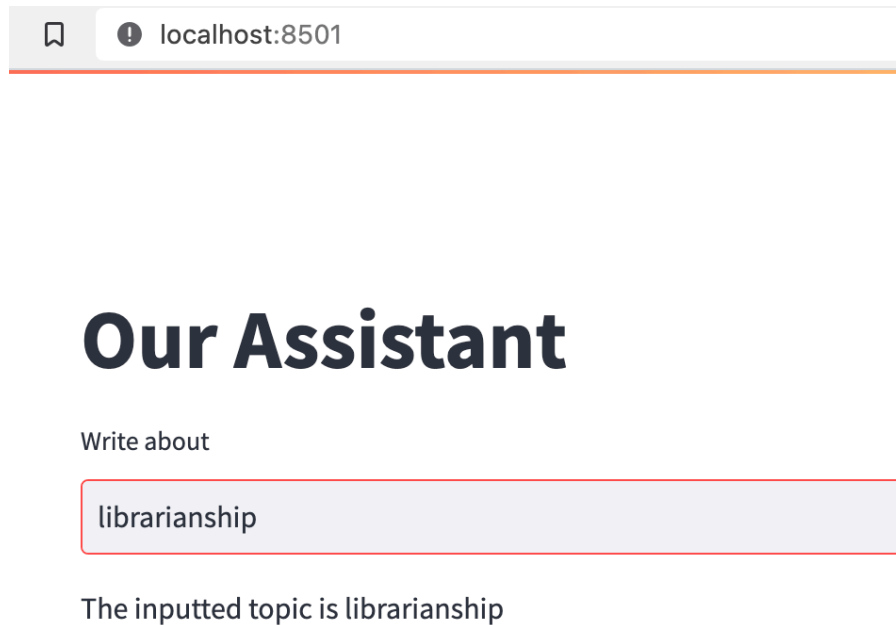 localhost:8501
Our Assistant
Write about
librarianship
The inputted topic is librarianship